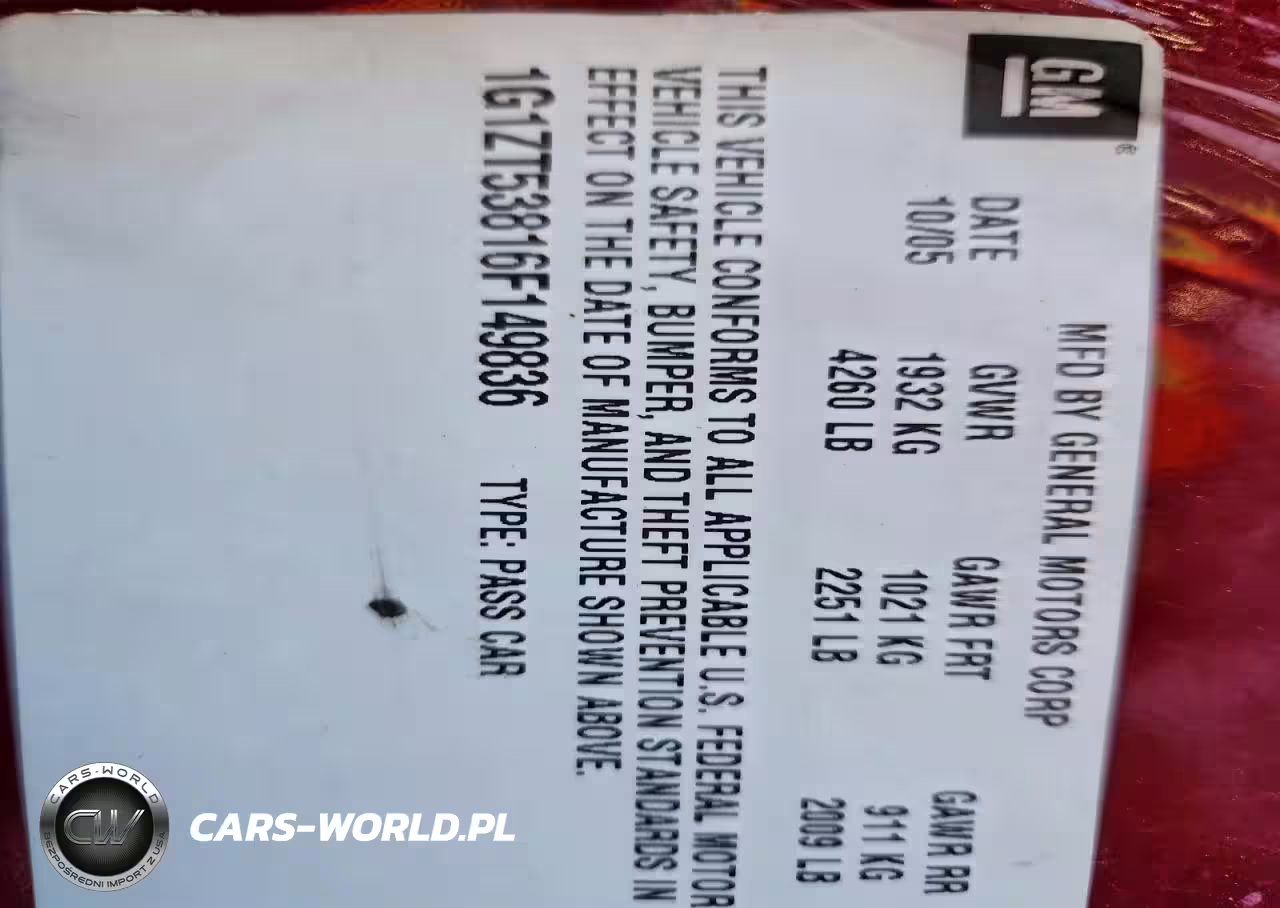 GM
®
MFD BY GENERAL MOTORS CORP
DATE GVWR GAWR FRT GAWR RR
10/05 1932 KG 1021 KG 911 KG
4260 LB 2251 LB 2009 LB
THIS VEHICLE CONFORMS TO ALL APPLICABLE U.S. FEDERAL MOTOR
VEHICLE SAFETY, BUMPER, AND THEFT PREVENTION STANDARDS IN
EFFECT ON THE DATE OF MANUFACTURE SHOWN ABOVE.
1G1ZT53816F149836 TYPE: PASS CAR
CARS-WORLD
CW
BEZPOŚREDNI IMPORT Z USA
CARS-WORLD.PL